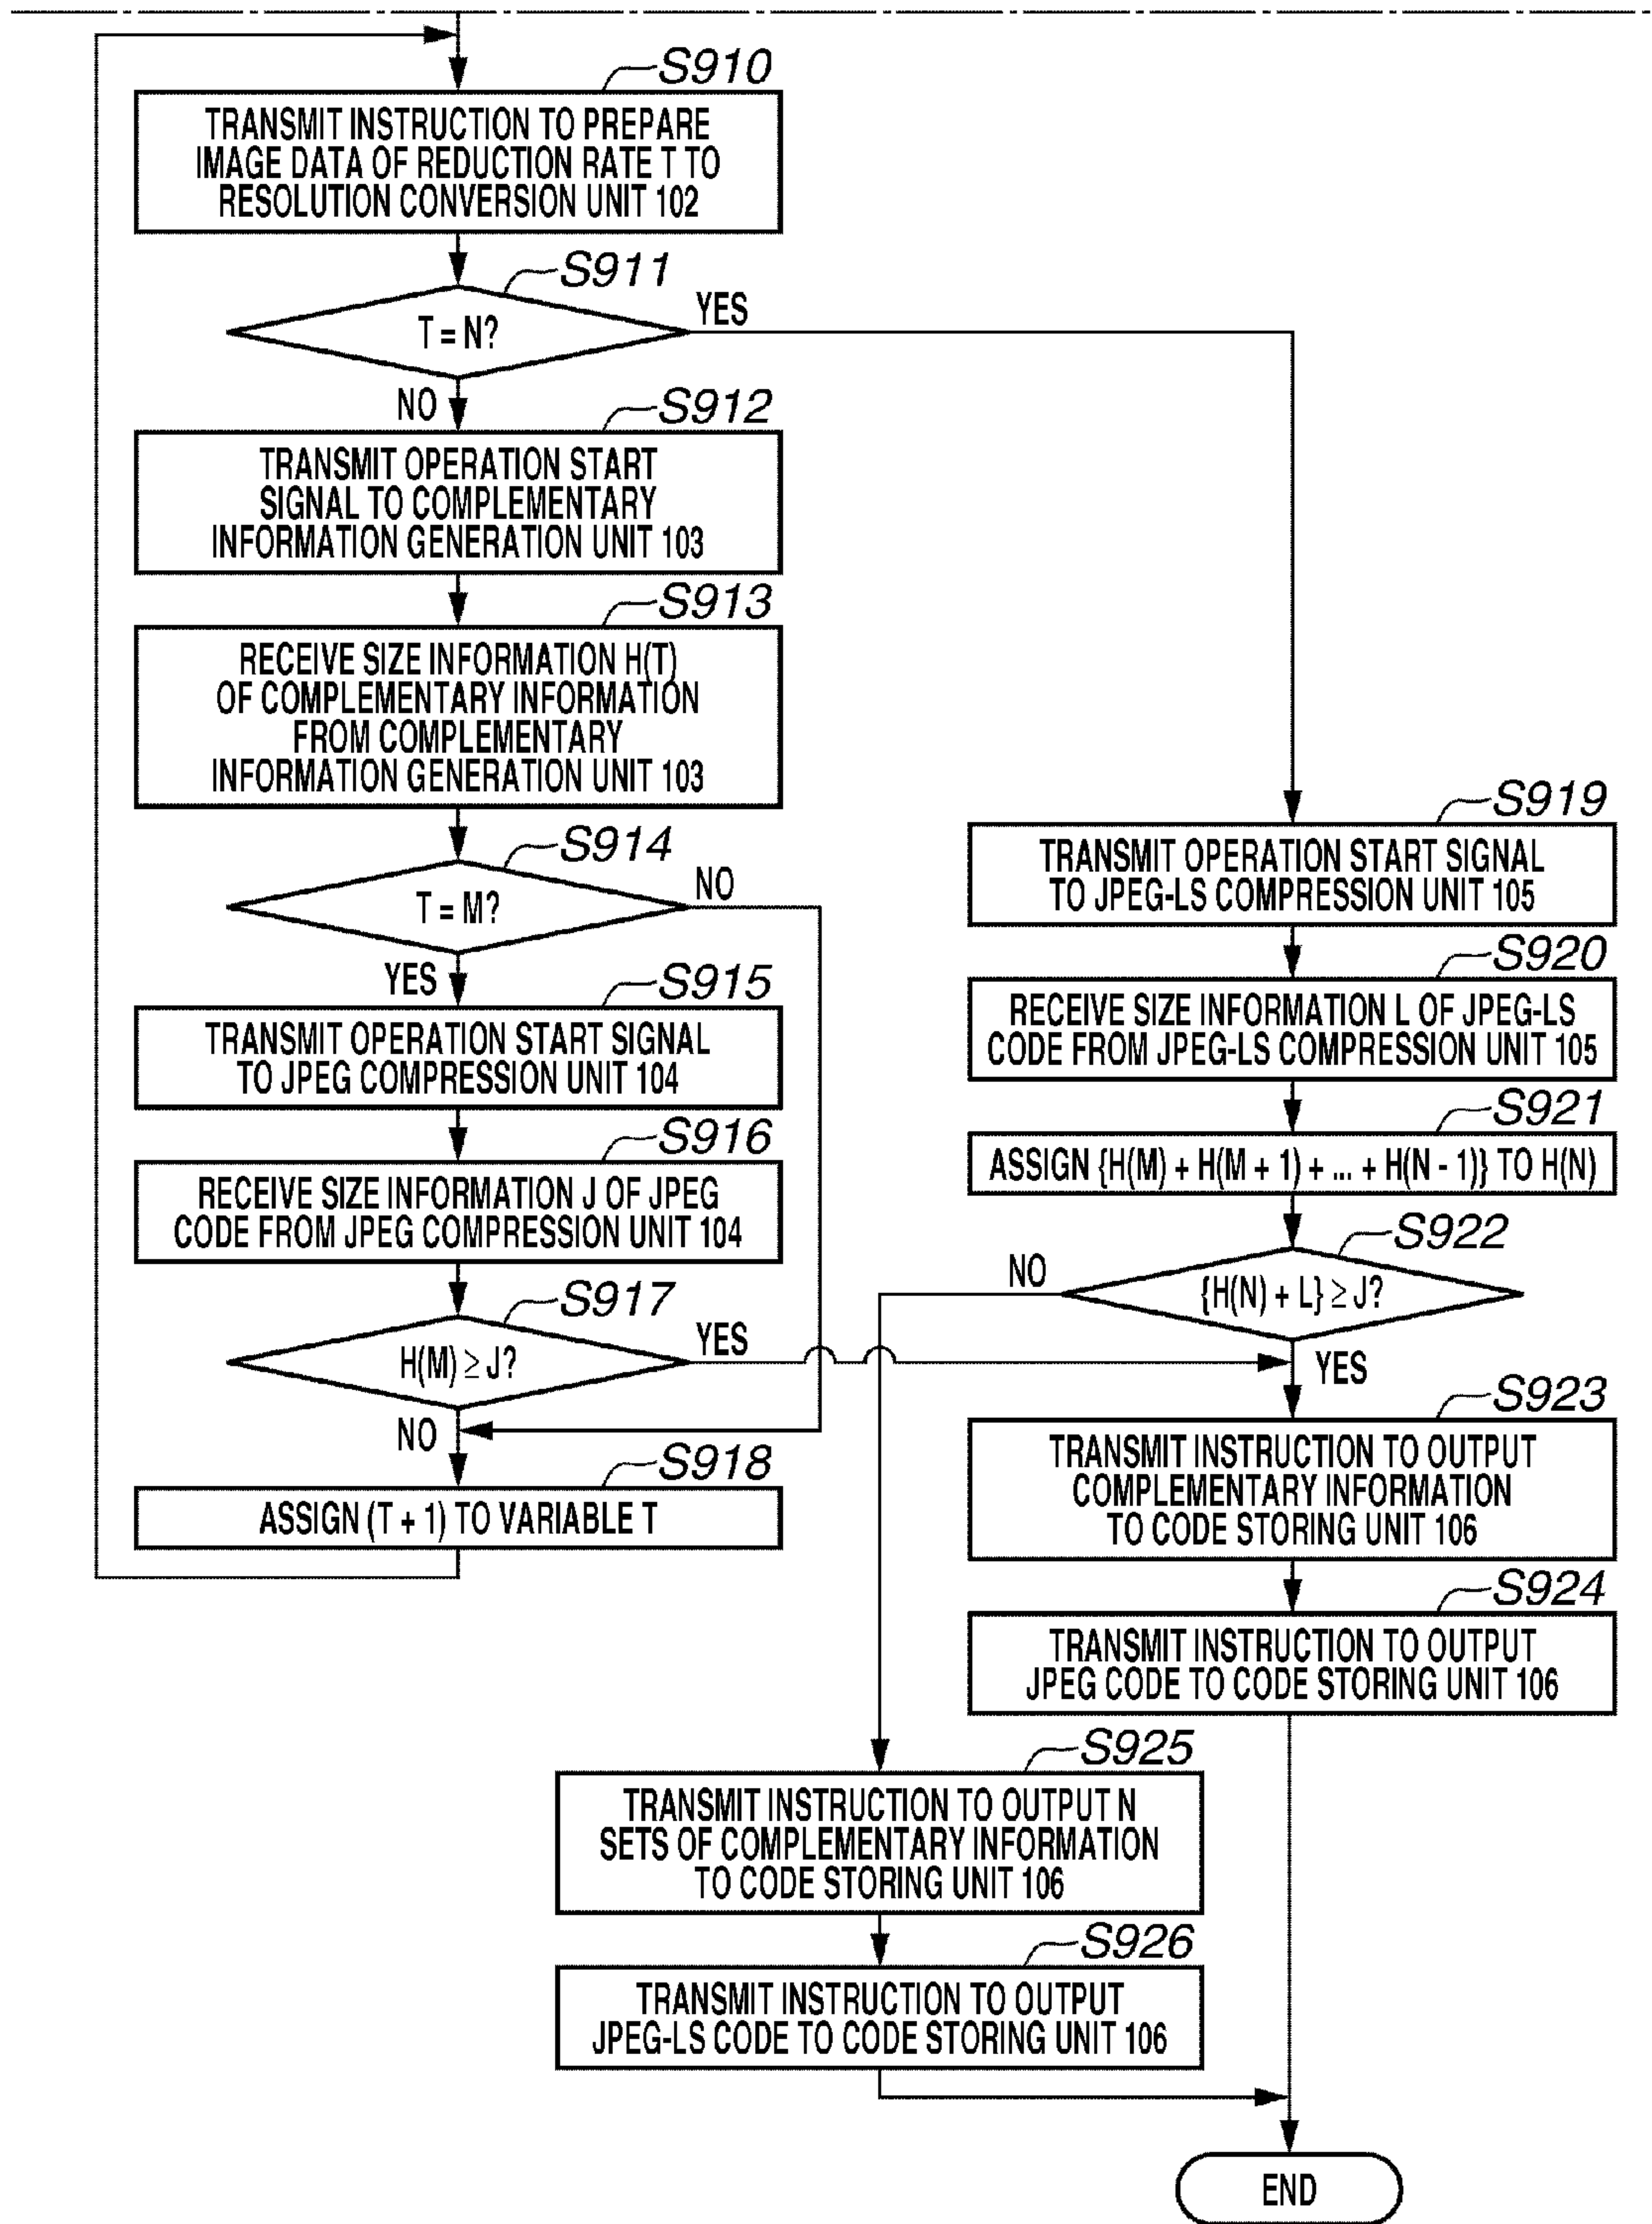 S910
TRANSMIT INSTRUCTION TO PREPARE
IMAGE DATA OF REDUCTION RATE T TO
RESOLUTION CONVERSION UNIT 102
S911
T = N?
YES
NO
S912
TRANSMIT OPERATION START
SIGNAL TO COMPLEMENTARY
INFORMATION GENERATION UNIT 103
S913
RECEIVE SIZE INFORMATION H(T)
OF COMPLEMENTARY INFORMATION
FROM COMPLEMENTARY
INFORMATION GENERATION UNIT 103
S914
T = M?
NO
YES
S915
TRANSMIT OPERATION START SIGNAL
TO JPEG COMPRESSION UNIT 104
S916
RECEIVE SIZE INFORMATION J OF JPEG
CODE FROM JPEG COMPRESSION UNIT 104
S917
H(M) ≥ J?
YES
NO
S918
ASSIGN (T + 1) TO VARIABLE T
S919
TRANSMIT OPERATION START SIGNAL
TO JPEG-LS COMPRESSION UNIT 105
S920
RECEIVE SIZE INFORMATION L OF JPEG-LS
CODE FROM JPEG-LS COMPRESSION UNIT 105
S921
ASSIGN {H(M) + H(M + 1) + ... + H(N - 1)} TO H(N)
S922
{H(N) + L} ≥ J?
NO
YES
S923
TRANSMIT INSTRUCTION TO OUTPUT
COMPLEMENTARY INFORMATION
TO CODE STORING UNIT 106
S924
TRANSMIT INSTRUCTION TO OUTPUT
JPEG CODE TO CODE STORING UNIT 106
S925
TRANSMIT INSTRUCTION TO OUTPUT N
SETS OF COMPLEMENTARY INFORMATION
TO CODE STORING UNIT 106
S926
TRANSMIT INSTRUCTION TO OUTPUT
JPEG-LS CODE TO CODE STORING UNIT 106
END